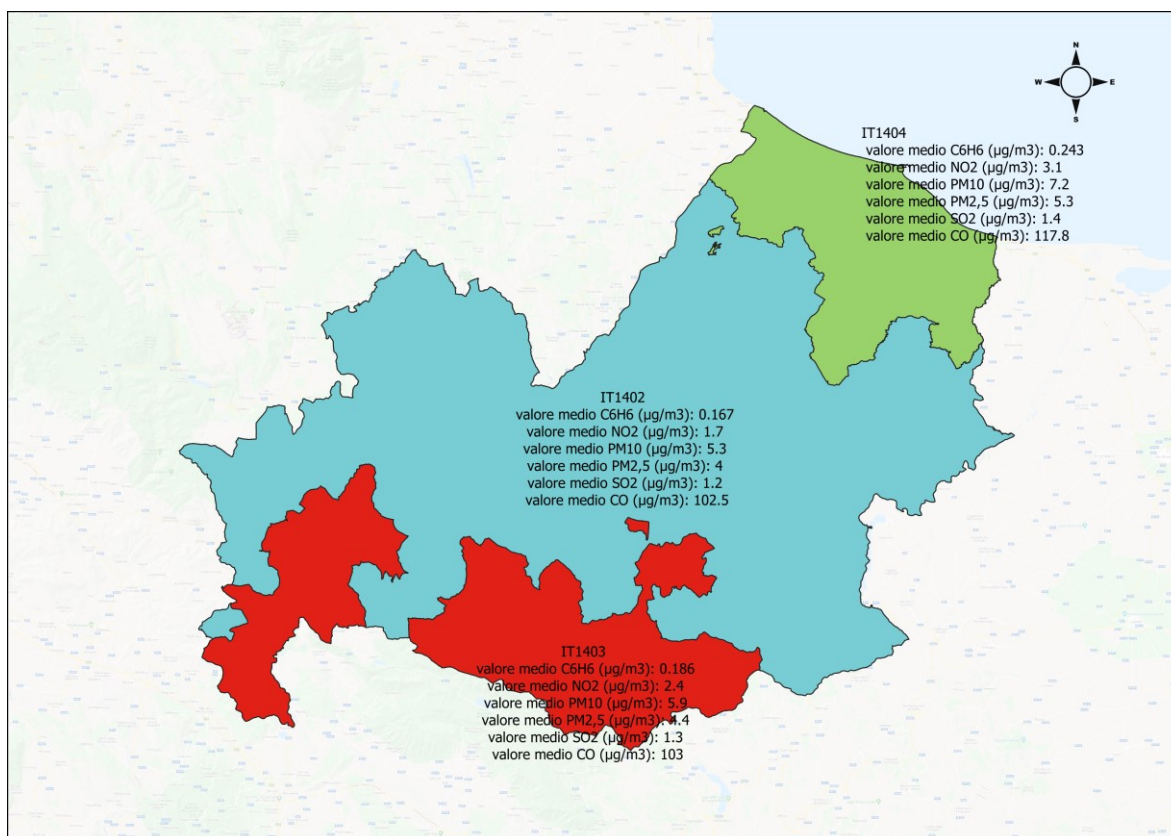 N
W E
S
IT1404
valore medio C6H6 (µg/m3): 0.243
valore medio NO2 (µg/m3): 3.1
valore medio PM10 (µg/m3): 7.2
valore medio PM2,5 (µg/m3): 5.3
valore medio SO2 (µg/m3): 1.4
valore medio CO (µg/m3): 117.8
IT1402
valore medio C6H6 (µg/m3): 0.167
valore medio NO2 (µg/m3): 1.7
valore medio PM10 (µg/m3): 5.3
valore medio PM2,5 (µg/m3): 4
valore medio SO2 (µg/m3): 1.2
valore medio CO (µg/m3): 102.5
IT1403
valore medio C6H6 (µg/m3): 0.186
valore medio NO2 (µg/m3): 2.4
valore medio PM10 (µg/m3): 5.9
valore medio PM2,5 (µg/m3): 4.4
valore medio SO2 (µg/m3): 1.3
valore medio CO (µg/m3): 103